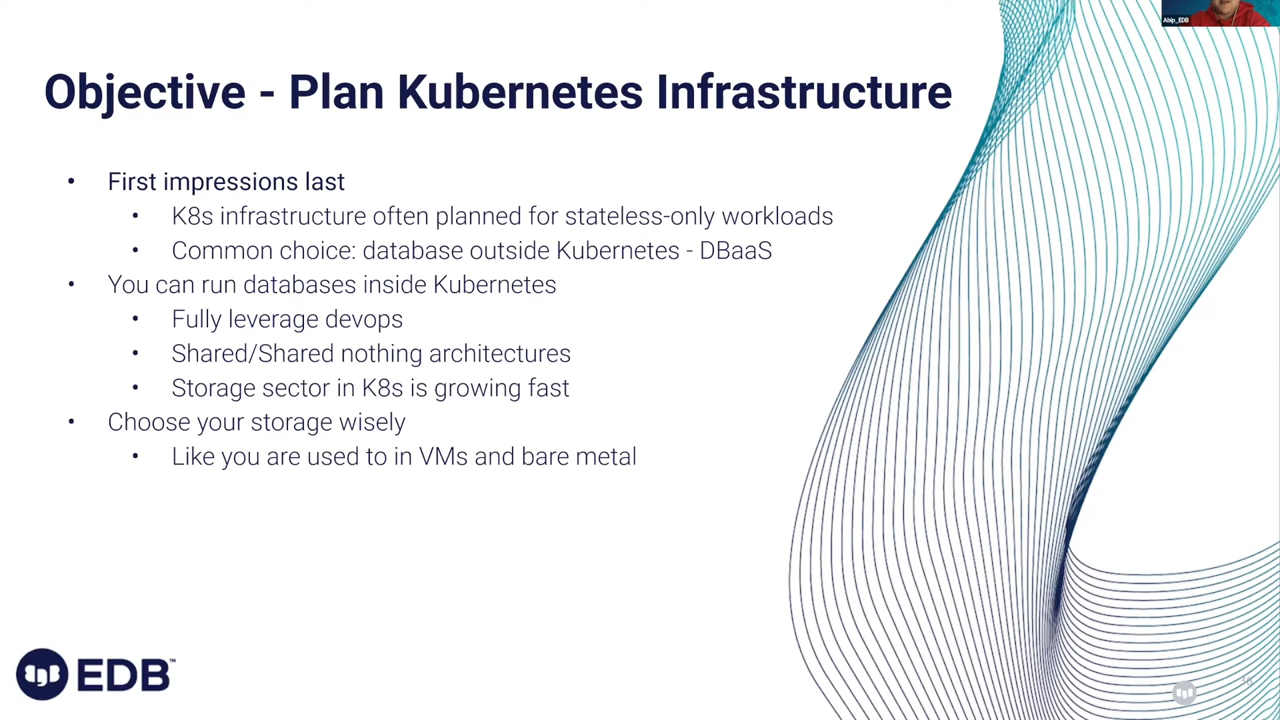 Abip_EDB
Objective - Plan Kubernetes Infrastructure
• First impressions last
• K8s infrastructure often planned for stateless-only workloads
• Common choice: database outside Kubernetes - DBaaS
• You can run databases inside Kubernetes
• Fully leverage devops
• Shared/Shared nothing architectures
• Storage sector in K8s is growing fast
• Choose your storage wisely
• Like you are used to in VMs and bare metal
EDB™